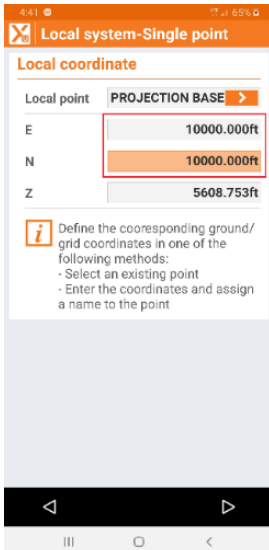 4:41 65%
Local system-Single point
Local coordinate
Local point PROJECTION BASE
E 10000.000ft
N 10000.000ft
Z 5608.753ft
i Define the cooresponding ground/
grid coordinates in one of the
following methods:
- Select an existing point
- Enter the coordinates and assign
a name to the point